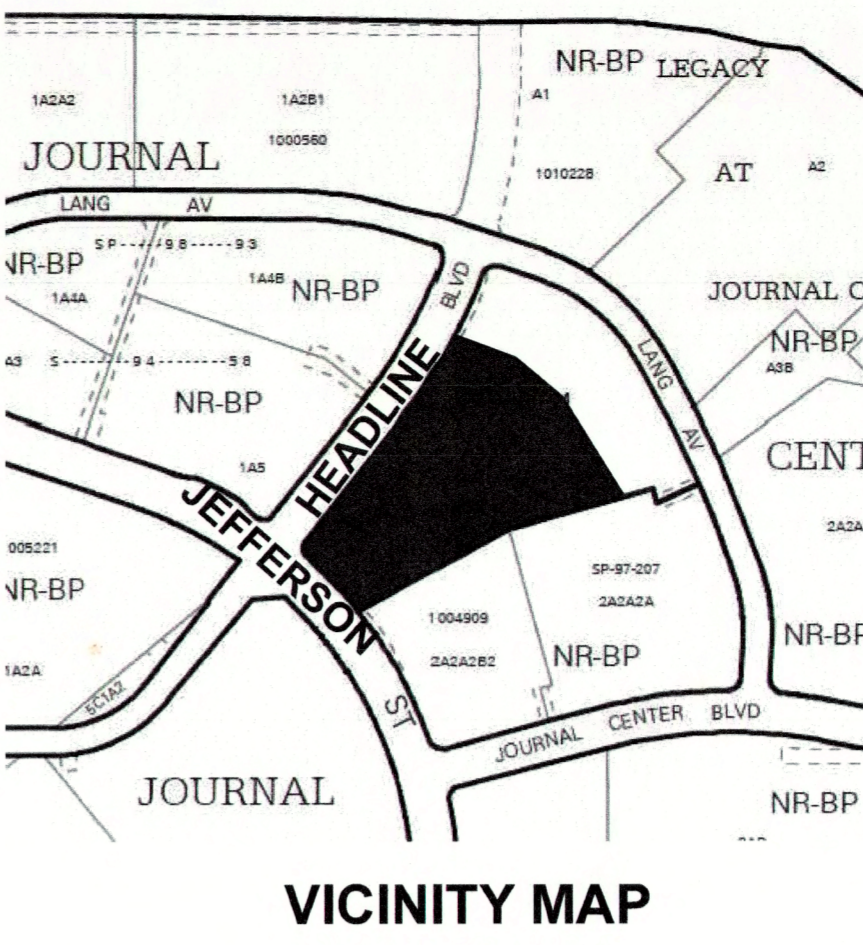 NR-BP LEGACY
1A2A2
1A2B1
A1
1000560
JOURNAL
1010228
AT
A2
LANG AV
SP-----98-----93
NR-BP
1A4B
NR-BP
BLVD
1A4A
JOURNAL C
NR-BP
A3
S---------94---------58
HEADLINE
LANG
A3B
NR-BP
AV
CENT
1A5
JEFFERSON
2A2A
005221
SP-97-207
NR-BP
2A2A2A
1004909
NR-BP
1A2A
2A2A2B2
NR-BP
5C1A2
ST
JOURNAL CENTER BLVD
JOURNAL
NR-BP
VICINITY MAP